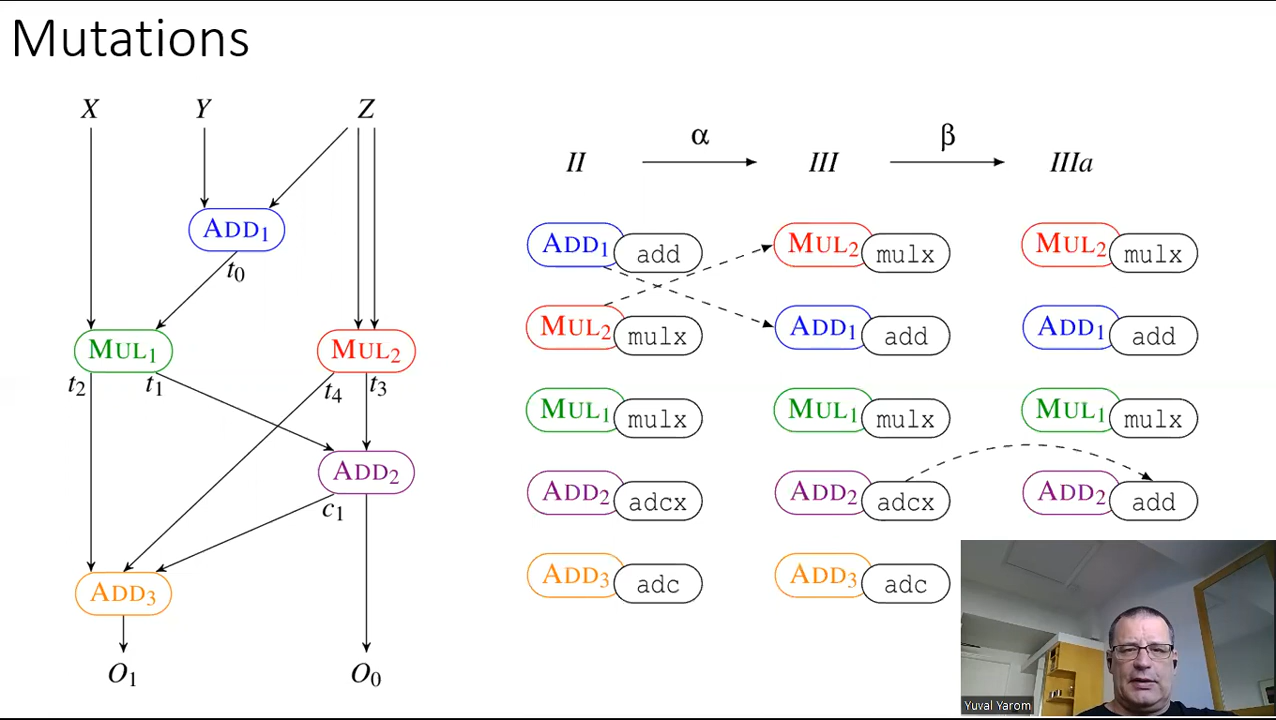 Mutations
X Y Z
α β
II III IIIa
ADD₁
t₀
MUL₁ MUL₂
t₂ t₁ t₄ t₃
ADD₂
c₁
ADD₃
O₁ O₀
ADD₁ add MUL₂ mulx MUL₂ mulx
MUL₂ mulx ADD₁ add ADD₁ add
MUL₁ mulx MUL₁ mulx MUL₁ mulx
ADD₂ adcx ADD₂ adcx ADD₂ add
ADD₃ adc ADD₃ adc
Yuval Yarom